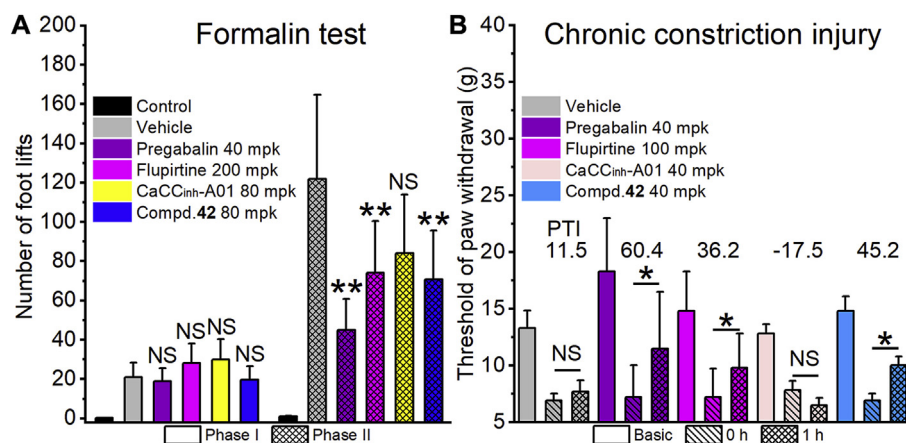 A Formalin test
Number of foot lifts
200
180
160
140
120
100
80
60
40
20
0
Control
Vehicle
Pregabalin 40 mpk
Flupirtine 200 mpk
CaCCinh-A01 80 mpk
Compd.42 80 mpk
NS NS NS NS
** ** NS **
Phase I Phase II
B Chronic constriction injury
Threshold of paw withdrawal (g)
40
35
30
25
20
15
10
5
Vehicle
Pregabalin 40 mpk
Flupirtine 100 mpk
CaCCinh-A01 40 mpk
Compd.42 40 mpk
PTI
11.5 60.4 36.2 -17.5 45.2
NS * * NS *
Basic 0 h 1 h